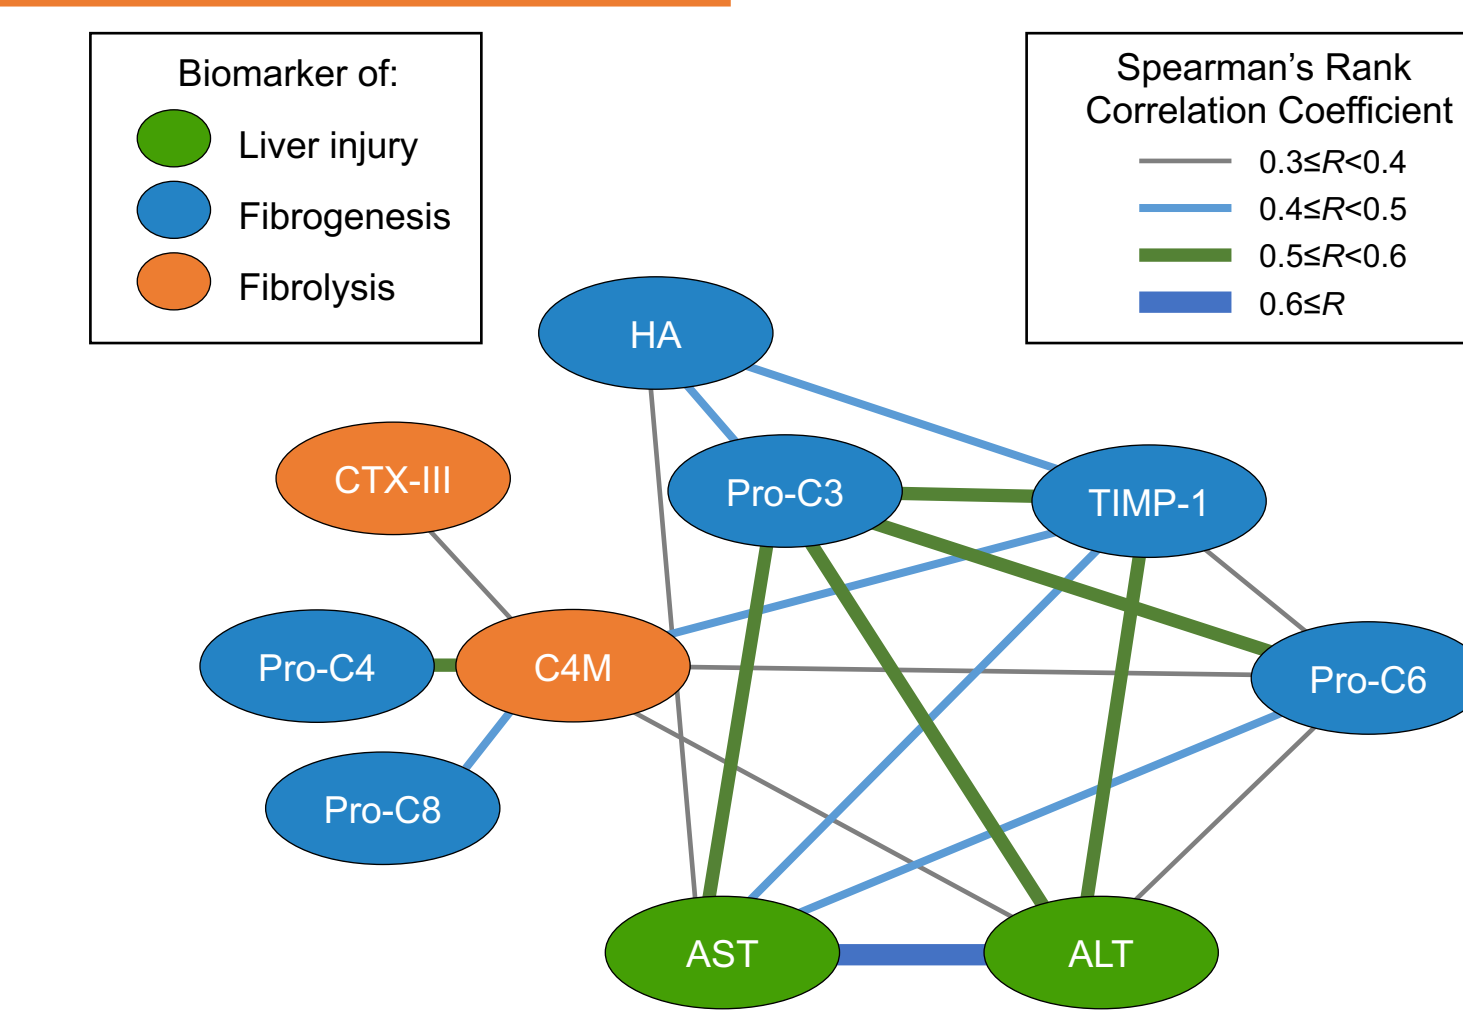 Biomarker of:
Liver injury
Fibrogenesis
Fibrolysis
Spearman’s Rank
Correlation Coefficient
0.3≤R<0.4
0.4≤R<0.5
0.5≤R<0.6
0.6≤R
HA
CTX-III
Pro-C3
TIMP-1
Pro-C4
C4M
Pro-C6
Pro-C8
AST
ALT